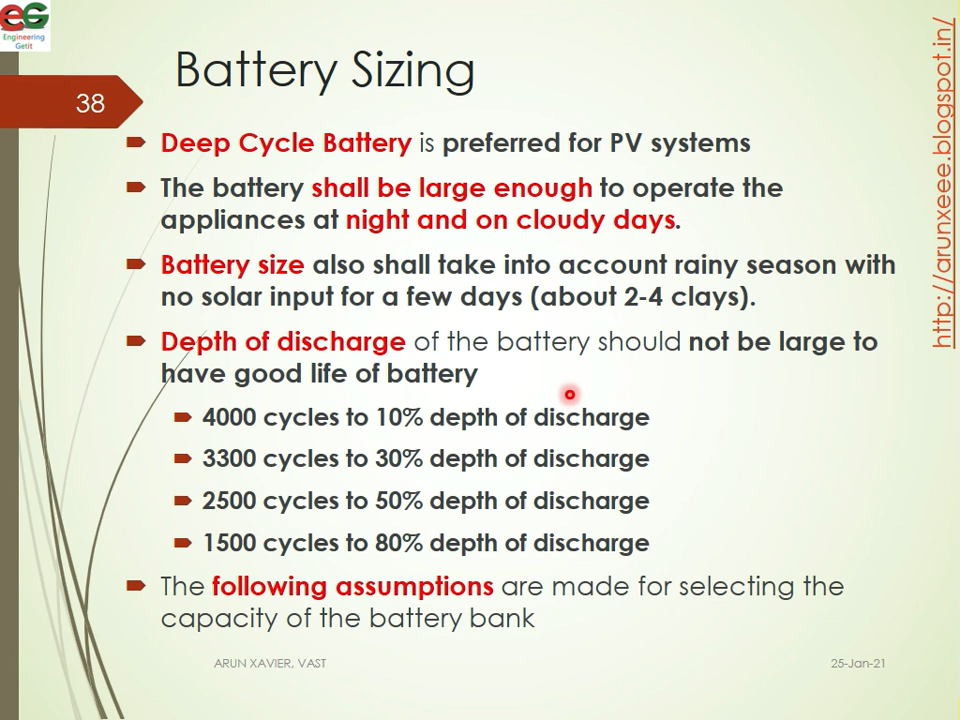 EG
Engineering
Getit
Battery Sizing
38
Deep Cycle Battery is preferred for PV systems
The battery shall be large enough to operate the
appliances at night and on cloudy days.
Battery size also shall take into account rainy season with
no solar input for a few days (about 2-4 clays).
Depth of discharge of the battery should not be large to
have good life of battery
4000 cycles to 10% depth of discharge
3300 cycles to 30% depth of discharge
2500 cycles to 50% depth of discharge
1500 cycles to 80% depth of discharge
The following assumptions are made for selecting the
capacity of the battery bank
ARUN XAVIER, VAST
25-Jan-21
http://arunxeee.blogspot.in/